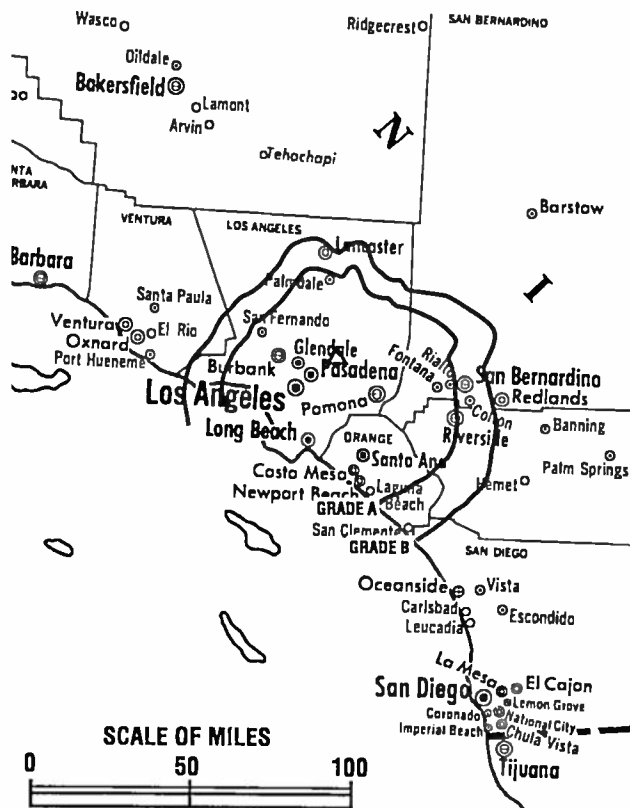 Wasco
Ridgecrest
SAN BERNARDINO
Oildale
Bakersfield
Lamont
Arvin
N
Tehachapi
NTA
RBARA
VENTURA
LOS ANGELES
Barstow
Lancaster
Barbara
Palmdale
I
Santa Paula
Ventura
El Rio
San Fernando
Oxnard
Port Hueneme
Burbank
Glendale
Pasadena
Rialto
Fontana
San Bernardino
Los Angeles
Pomona
Colton
Redlands
Long Beach
ORANGE
Riverside
Banning
Santa Ana
Palm Springs
Costa Mesa
Newport Beach
Laguna
Beach
Hemet
GRADE A
San Clemente
GRADE B
SAN DIEGO
Oceanside
Vista
Carlsbad
Leucadia
Escondido
La Mesa
El Cajon
San Diego
Lemon Grove
Coronado
National City
Imperial Beach
Chula Vista
Tijuana
SCALE OF MILES
0 50 100